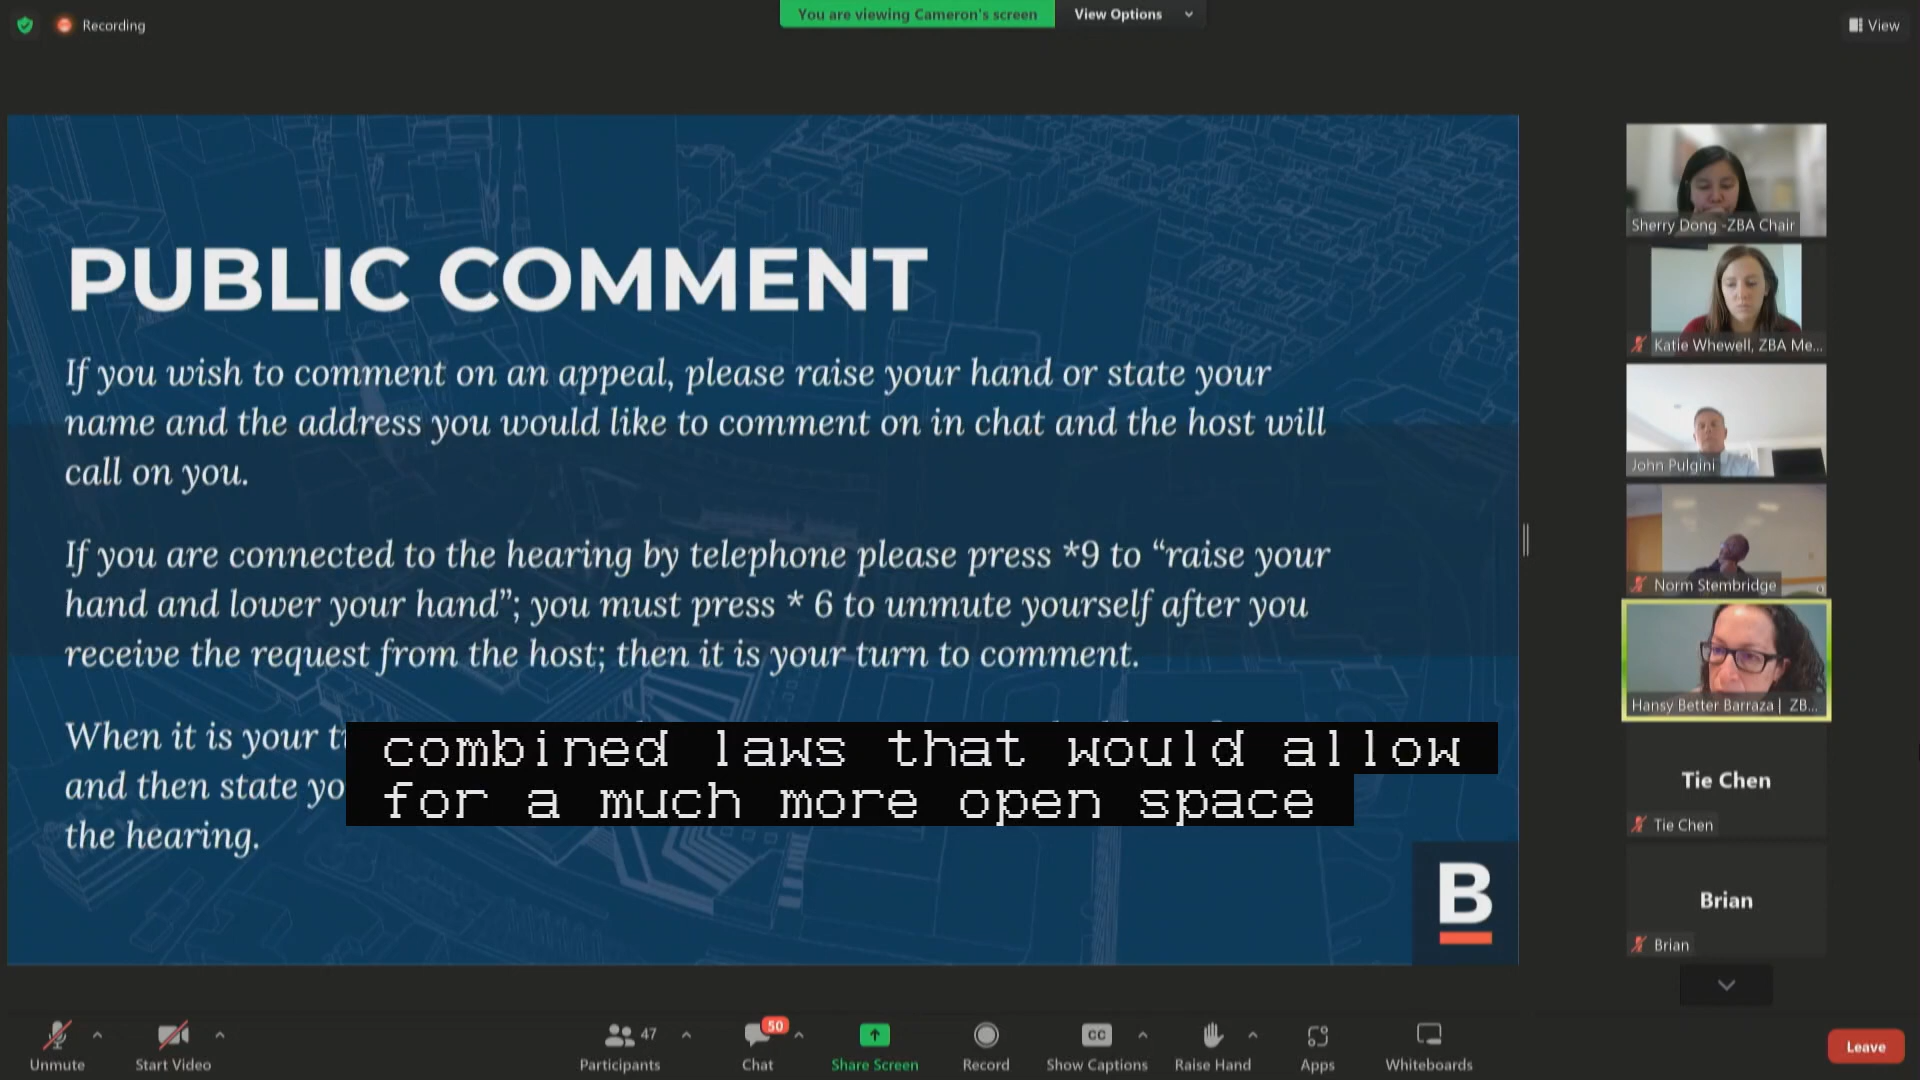 Recording
You are viewing Cameron's screen
View Options
View
PUBLIC COMMENT
If you wish to comment on an appeal, please raise your hand or state your
name and the address you would like to comment on in chat and the host will
call on you.
If you are connected to the hearing by telephone please press *9 to “raise your
hand and lower your hand”; you must press * 6 to unmute yourself after you
receive the request from the host; then it is your turn to comment.
When it is your
and then state
the hearing.
combined laws that would allow
for a much more open space
B
Sherry Dong -ZBA Chair
Katie Whewell, ZBA Me...
John Pulgini
Norm Stembridge
Hansy Better Barraza | ZB...
Tie Chen
Tie Chen
Brian
Brian
Unmute
Start Video
47
Participants
50
Chat
Share Screen
Record
CC
Show Captions
Raise Hand
Apps
Whiteboards
Leave